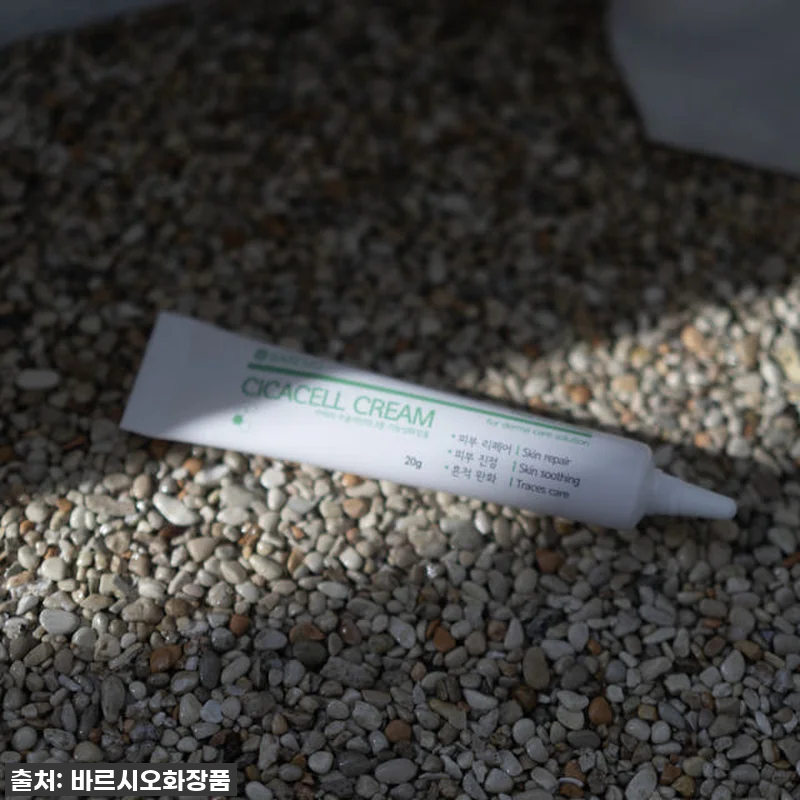 CICACELL CREAM
for derma care solution
20g
• 피부 리페어 | Skin repair
• 피부 진정 | Skin soothing
• 흔적 완화 | Traces care
출처: 바르시오화장품